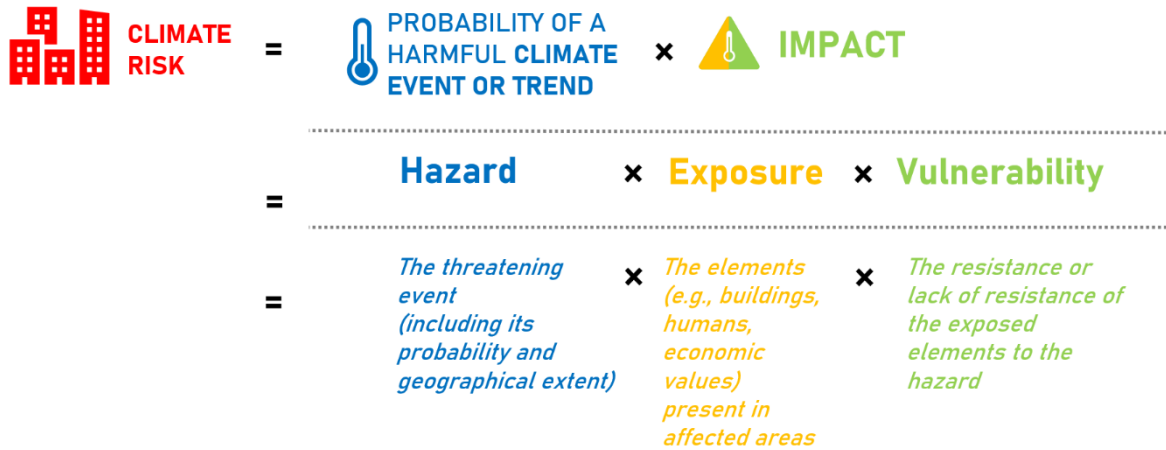 CLIMATE
RISK
=
PROBABILITY OF A
HARMFUL CLIMATE
EVENT OR TREND
×
IMPACT
=
Hazard × Exposure × Vulnerability
=
The threatening
event
(including its
probability and
geographical extent)
×
The elements
(e.g., buildings,
humans,
economic
values)
present in
affected areas
×
The resistance or
lack of resistance of
the exposed
elements to the
hazard